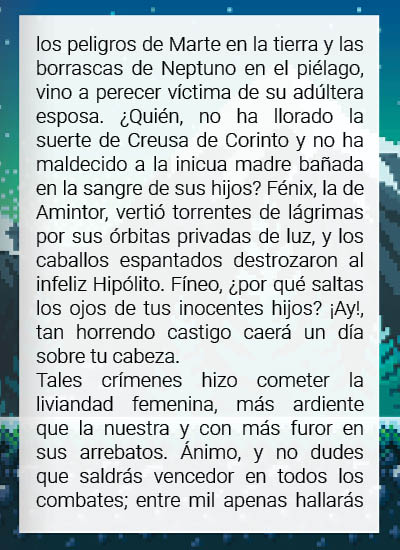 los peligros de Marte en la tierra y las
borrascas de Neptuno en el piélago,
vino a perecer víctima de su adúltera
esposa. ¿Quién, no ha llorado la
suerte de Creusa de Corinto y no ha
maldecido a la inicua madre bañada
en la sangre de sus hijos? Fénix, la de
Amintor, vertió torrentes de lágrimas
por sus órbitas privadas de luz, y los
caballos espantados destrozaron al
infeliz Hipólito. Fíneo, ¿por qué saltas
los ojos de tus inocentes hijos? ¡Ay!,
tan horrendo castigo caerá un día
sobre tu cabeza.
Tales crímenes hizo cometer la
liviandad femenina, más ardiente
que la nuestra y con más furor en
sus arrebatos. Ánimo, y no dudes
que saldrás vencedor en todos los
combates; entre mil apenas hallarás